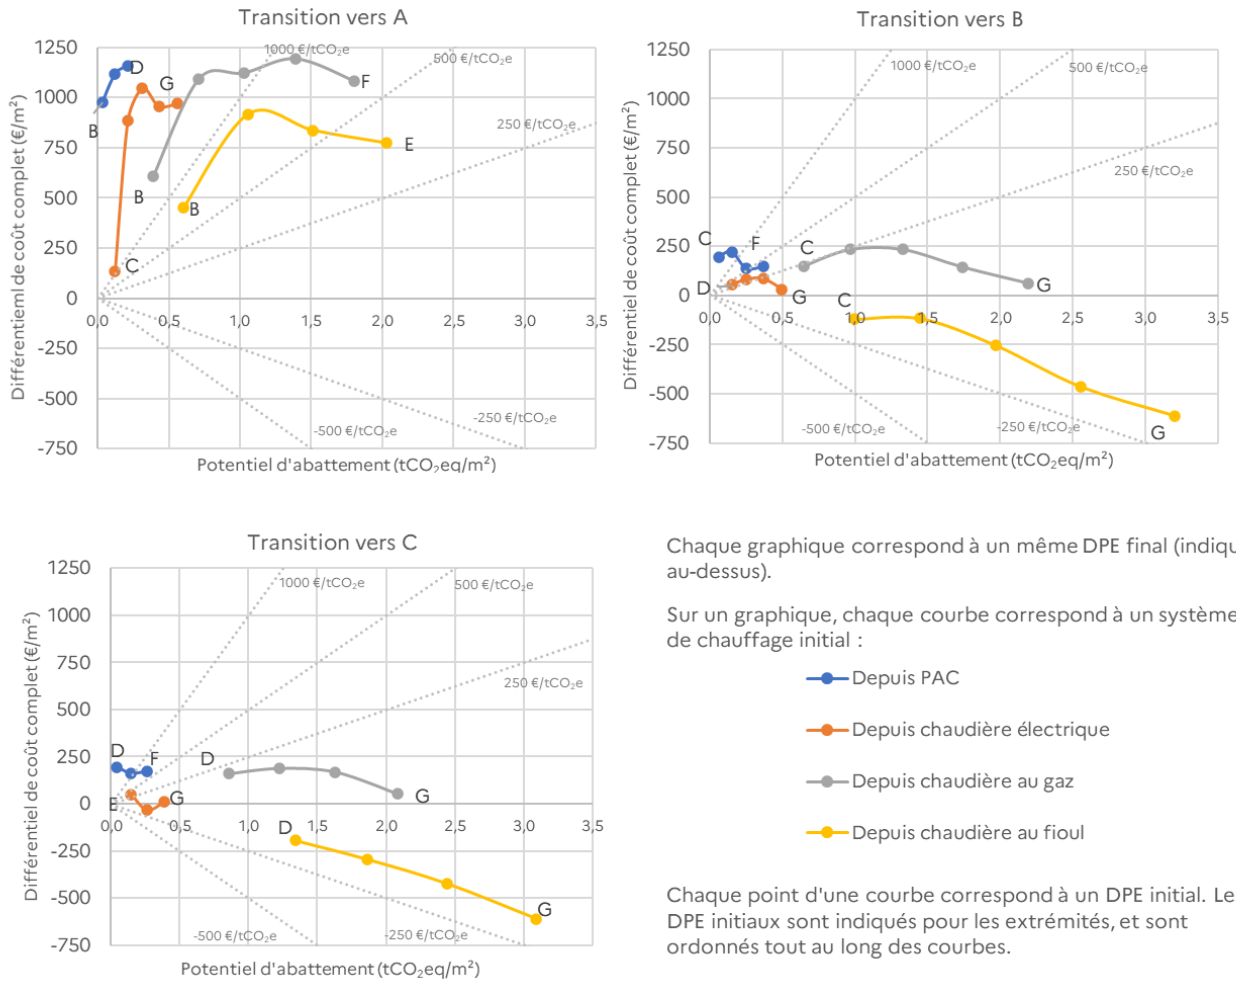 Transition vers A
Différentieml de coût complet (€/m²)
1250
1000
750
500
250
0
-250
-500
-750
0,0
0,5
1,0
1,5
2,0
2,5
3,0
3,5
1000 €/tCO₂e
500 €/tCO₂e
250 €/tCO₂e
-250 €/tCO₂e
-500 €/tCO₂e
B
D
C
G
B
F
B
E
Potentiel d'abattement (tCO₂eq/m²)
Transition vers B
Différentiel de coût complet (€/m²)
1250
1000
750
500
250
0
-250
-500
-750
0,0
0,5
1,0
1,5
2,0
2,5
3,0
3,5
1000 €/tCO₂e
500 €/tCO₂e
250 €/tCO₂e
-250 €/tCO₂e
-500 €/tCO₂e
C
F
D
G
C
G
C
G
Potentiel d'abattement (tCO₂eq/m²)
Transition vers C
Différentiel de coût complet (€/m²)
1250
1000
750
500
250
0
-250
-500
-750
0,0
0,5
1,0
1,5
2,0
2,5
3,0
3,5
1000 €/tCO₂e
500 €/tCO₂e
250 €/tCO₂e
-250 €/tCO₂e
-500 €/tCO₂e
D
F
E
G
D
G
D
G
Potentiel d'abattement (tCO₂eq/m²)
Chaque graphique correspond à un même DPE final (indiqu
au-dessus).
Sur un graphique, chaque courbe correspond à un système
de chauffage initial :
Depuis PAC
Depuis chaudière électrique
Depuis chaudière au gaz
Depuis chaudière au fioul
Chaque point d'une courbe correspond à un DPE initial. Le
DPE initiaux sont indiqués pour les extrémités, et sont
ordonnés tout au long des courbes.